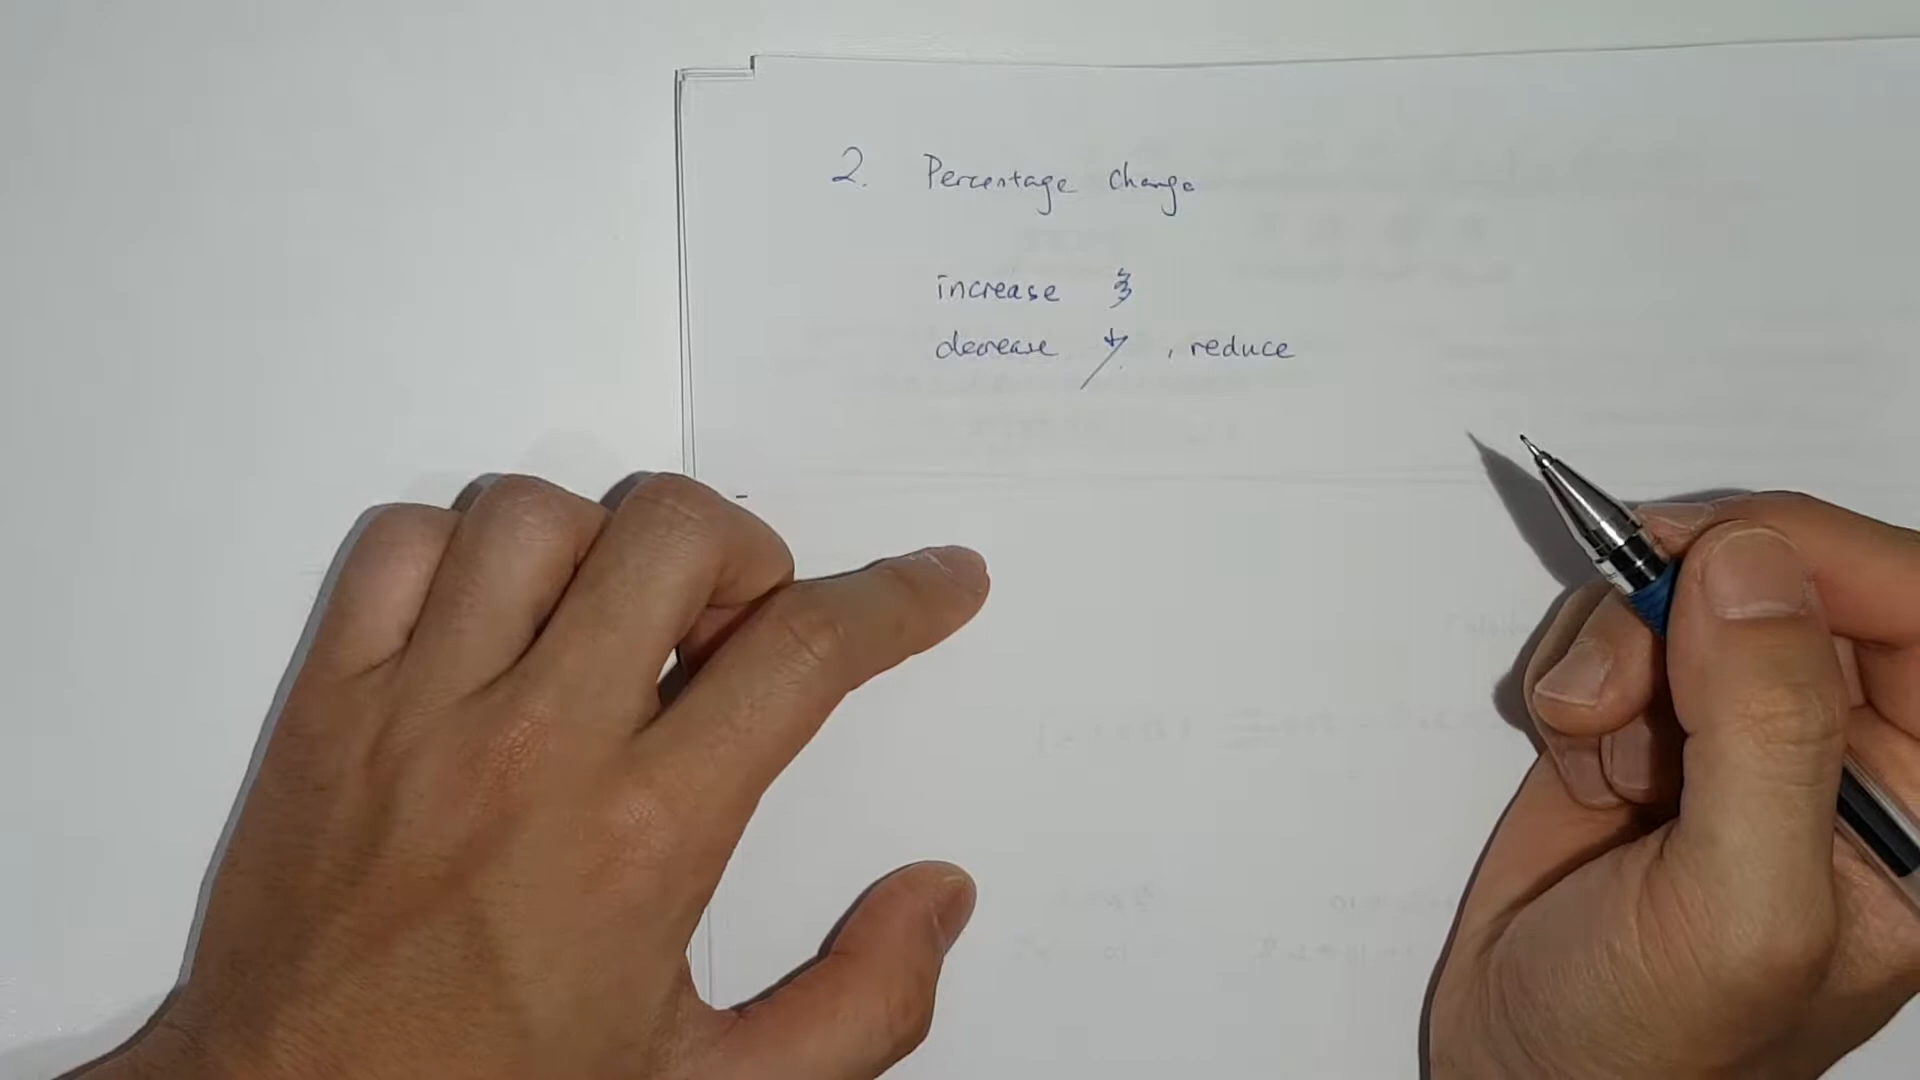 2. Percentage Change
increase 多
decrease 少 , reduce